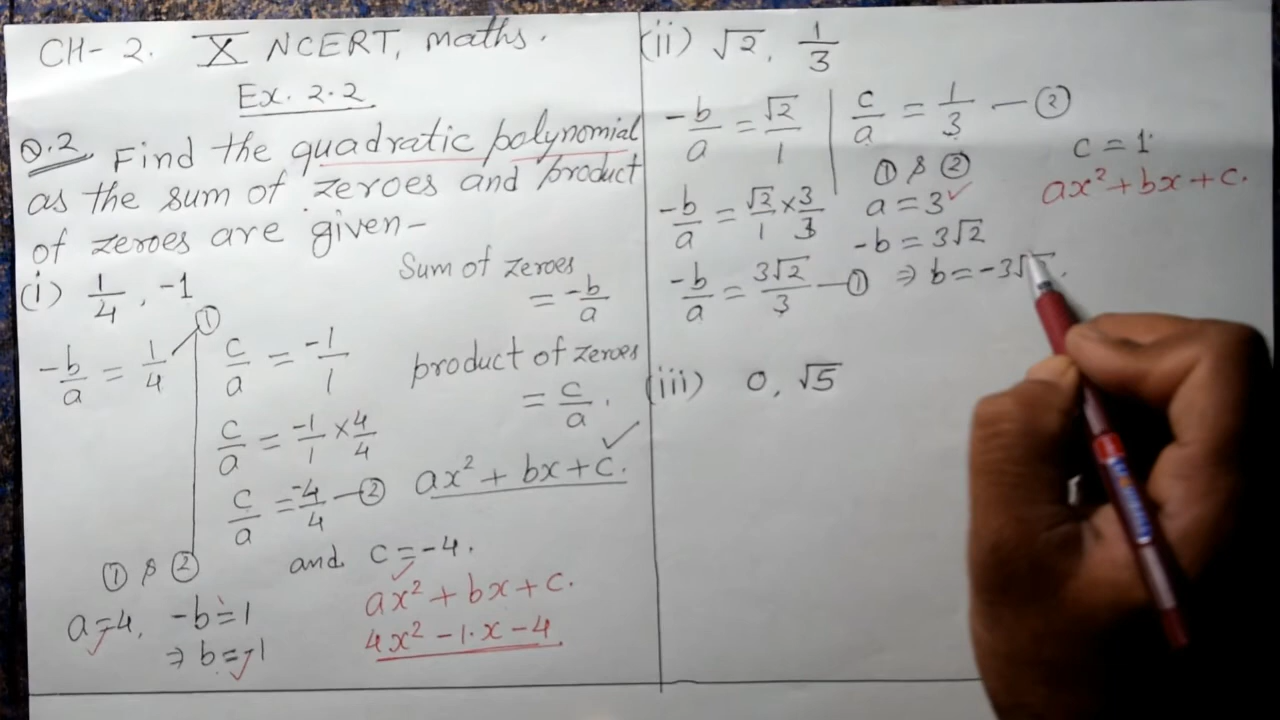 CH- 2. X NCERT, maths.
Ex. 2.2
Q.2 Find the quadratic polynomial
as the sum of zeroes and product
of zeroes are given-
(i) 1/4, -1
Sum of zeroes
= -b/a
-b/a = 1/4 ①
c/a = -1/1
product of zeroes
= c/a.
c/a = -1/1 × 4/4
c/a = -4/4 — ②
ax² + bx + c. ✓
① & ②
a = 4, -b = 1
⇒ b = -1
and c = -4.
ax² + bx + c.
4x² - 1·x - 4
(ii) √2, 1/3
-b/a = √2/1
-b/a = √2/1 × 3/3
-b/a = 3√2/3 — ①
c/a = 1/3 — ②
① & ②
a = 3 ✓
-b = 3√2
⇒ b = -3√
c = 1
ax² + bx + c.
(iii) 0, √5